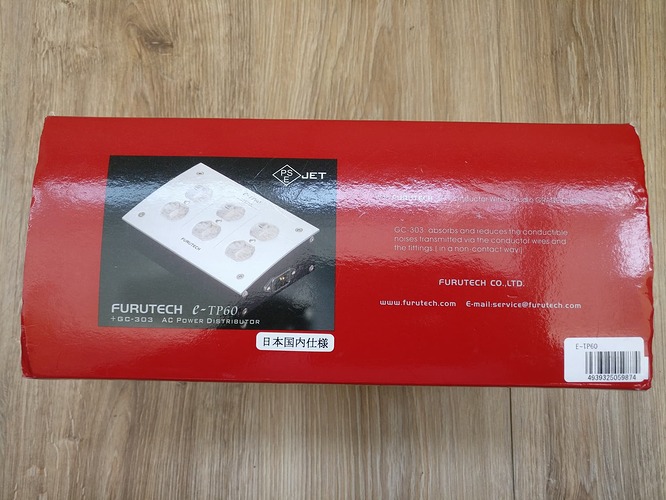 PS
E
JET
FURUTECH
FURUTECH e-TP60
+GC-303 AC POWER DISTRIBUTOR
日本国内仕様
FURUTECH
GC-303: absorbs and reduces the conductible
noises transmitted via the conductor wires and
the fittings ( in a non-contact way)
FURUTECH CO.,LTD.
www.furutech.com E-mail:service@furutech.com
E-TP60
4939325059874